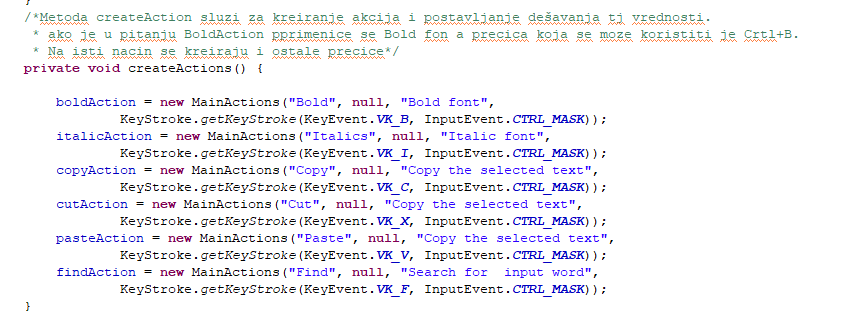 }
/*Metoda createAction sluzi za kreiranje akcija i postavljanje dešavanja tj vrednosti.
* ako je u pitanju BoldAction pprimenice se Bold fon a precica koja se moze koristiti je Crtl+B.
* Na isti nacin se kreiraju i ostale precice*/
private void createActions() {
boldAction = new MainActions("Bold", null, "Bold font",
KeyStroke.getKeyStroke(KeyEvent.VK_B, InputEvent.CTRL_MASK));
italicAction = new MainActions("Italics", null, "Italic font",
KeyStroke.getKeyStroke(KeyEvent.VK_I, InputEvent.CTRL_MASK));
copyAction = new MainActions("Copy", null, "Copy the selected text",
KeyStroke.getKeyStroke(KeyEvent.VK_C, InputEvent.CTRL_MASK));
cutAction = new MainActions("Cut", null, "Copy the selected text",
KeyStroke.getKeyStroke(KeyEvent.VK_X, InputEvent.CTRL_MASK));
pasteAction = new MainActions("Paste", null, "Copy the selected text",
KeyStroke.getKeyStroke(KeyEvent.VK_V, InputEvent.CTRL_MASK));
findAction = new MainActions("Find", null, "Search for  input word",
KeyStroke.getKeyStroke(KeyEvent.VK_F, InputEvent.CTRL_MASK));
}